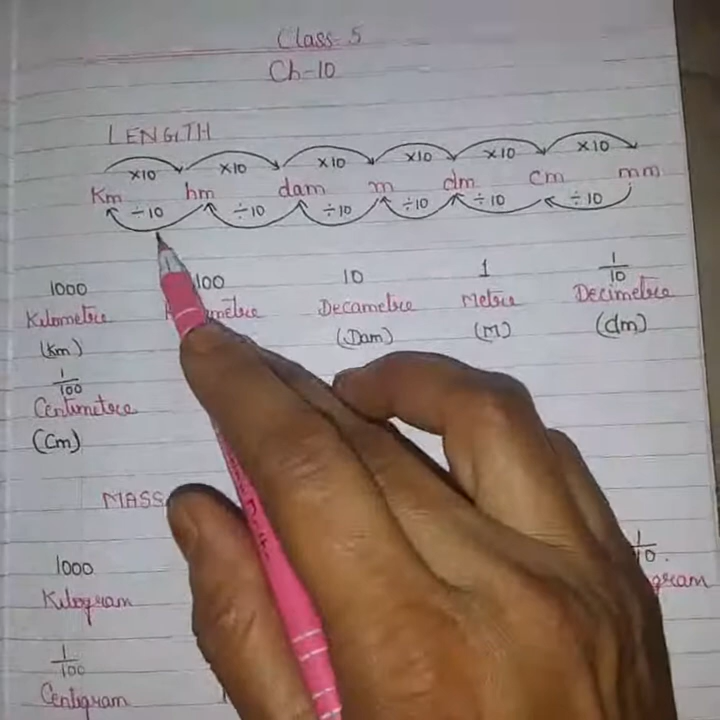 Class-5
Ch-10
LENGTH
×10 ×10 ×10 ×10 ×10 ×10
Km hm dam m dm cm mm
÷10 ÷10 ÷10 ÷10 ÷10 ÷10
1000 100 10 1 1/10
Kilometre Decametre Metre Decimetre
(Km) (Dam) (M) (dm)
1/100
Centimetre
(Cm)
MASS
1000 1/10.
Kilogram gram
1/100
Centigram